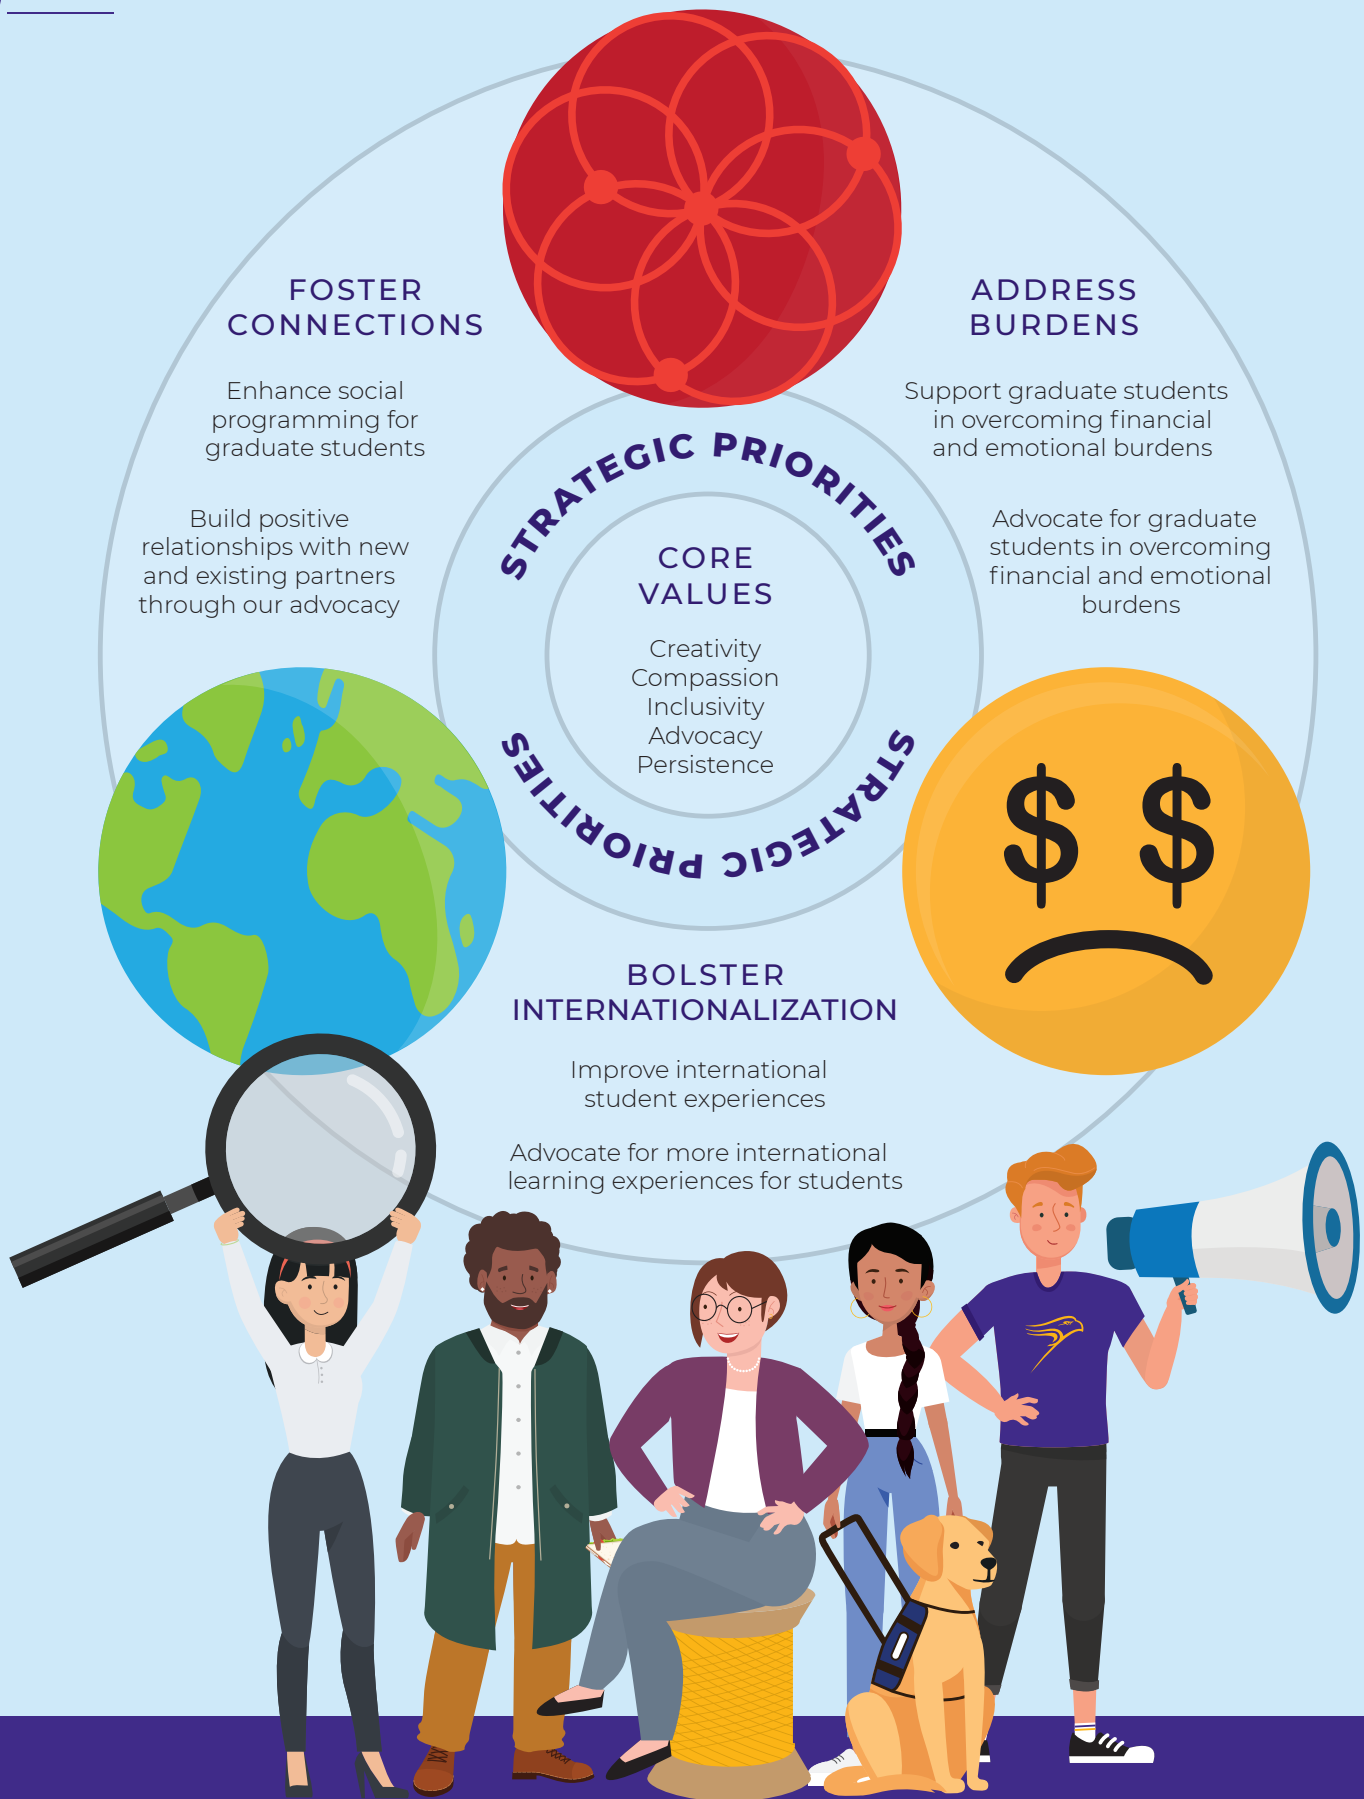 FOSTER
CONNECTIONS
Enhance social
programming for
graduate students
Build positive
relationships with new
and existing partners
through our advocacy
ADDRESS
BURDENS
Support graduate students
in overcoming financial
and emotional burdens
Advocate for graduate
students in overcoming
financial and emotional
burdens
STRATEGIC PRIORITIES
CORE
VALUES
Creativity
Compassion
Inclusivity
Advocacy
Persistence
STRATEGIC PRIORITIES
$ $
BOLSTER
INTERNATIONALIZATION
Improve international
student experiences
Advocate for more international
learning experiences for students